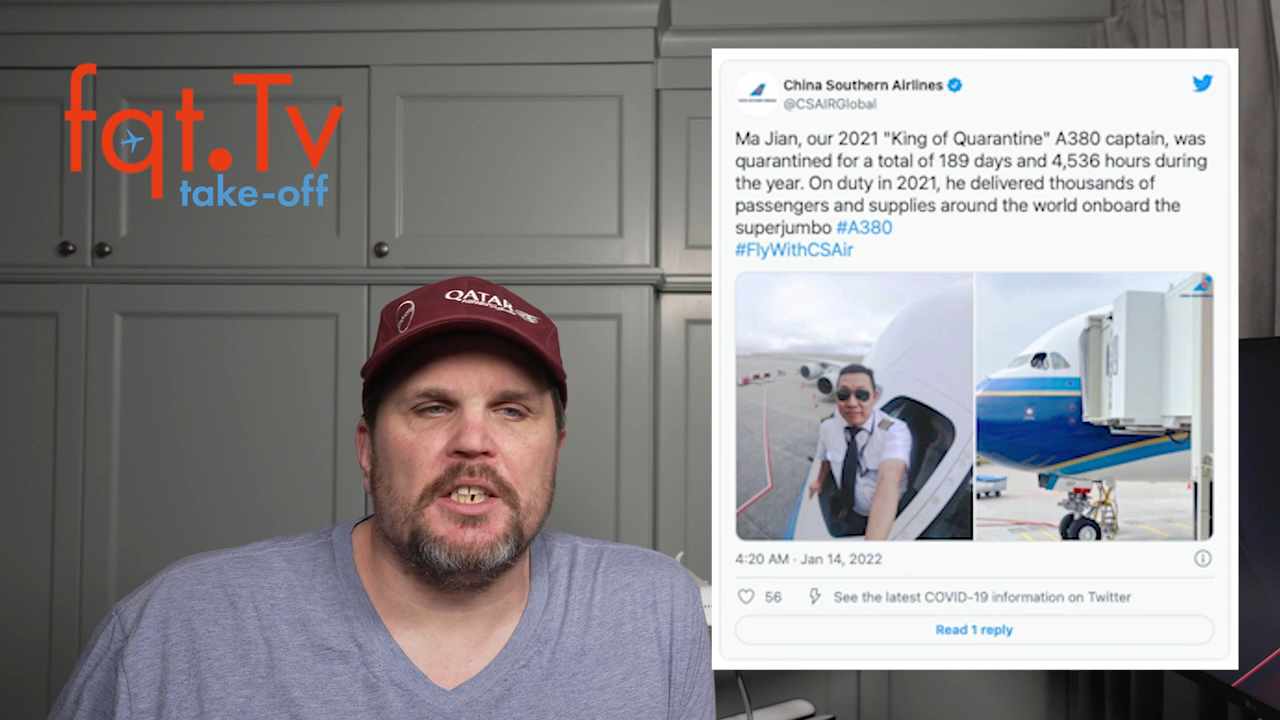 fqt.Tv
take-off
QATAR
China Southern Airlines
@CSAIRGlobal
Ma Jian, our 2021 "King of Quarantine" A380 captain, was
quarantined for a total of 189 days and 4,536 hours during
the year. On duty in 2021, he delivered thousands of
passengers and supplies around the world onboard the
superjumbo #A380
#FlyWithCSAir
4:20 AM · Jan 14, 2022
56
See the latest COVID-19 information on Twitter
Read 1 reply